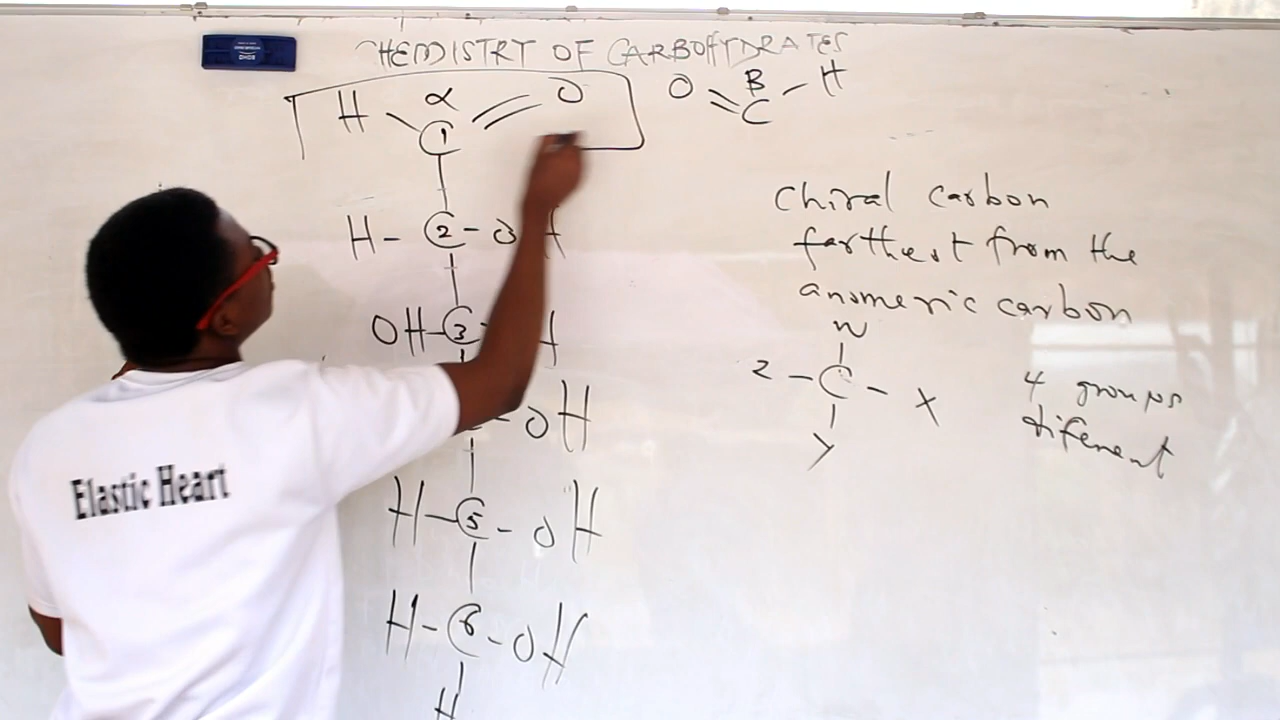 CHEMISTRY OF CARBOHYDRATES
H α O
1
O B H
C
H - 2 - OH
OH - 3 - H
- OH
H - 5 - OH
H - 6 - OH
H
Chiral carbon
farthest from the
anomeric carbon
W
Z - C - X
Y
4 groups
diferent
Elastic Heart